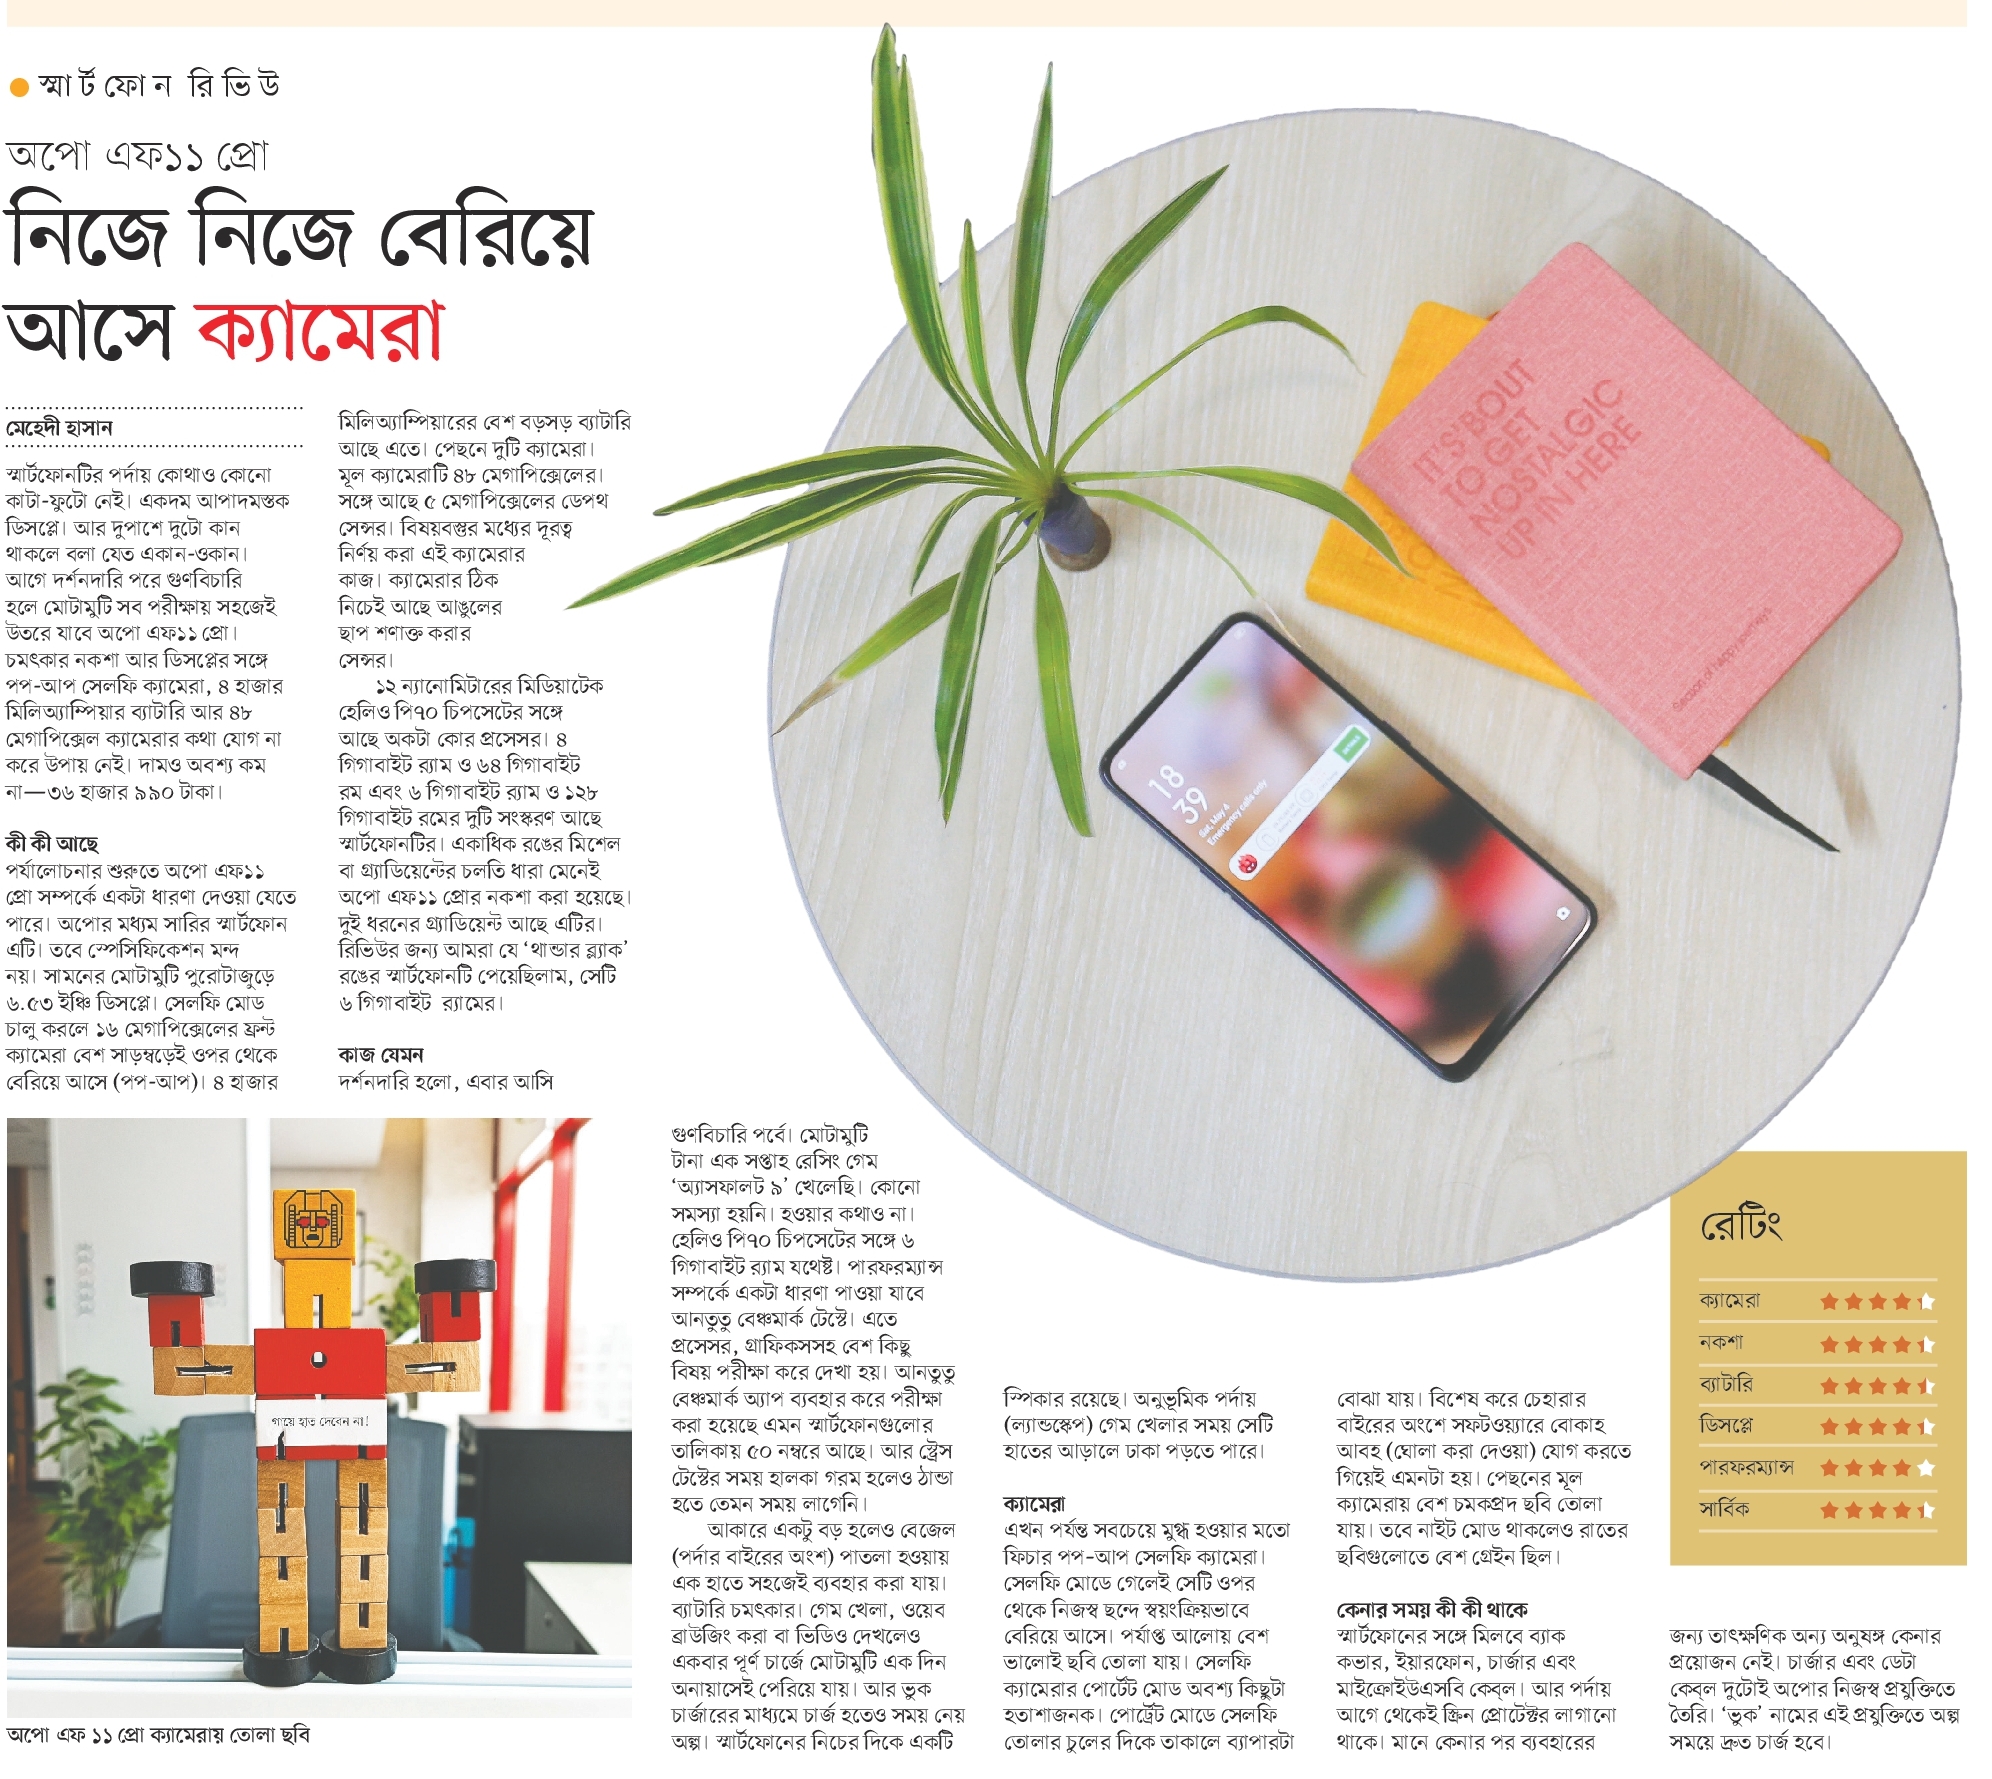 স্মার্টফোন রিভিউ
অপো এফ১১ প্রো
নিজে নিজে বেরিয়ে
আসে ক্যামেরা
মেহেদী হাসান
স্মার্টফোনটির পর্দায় কোথাও কোনো
কাটা-ফুটো নেই। একদম আপাদমস্তক
ডিসপ্লে। আর দুপাশে দুটো কান
থাকলে বলা যেত একান-ওকান।
আগে দর্শনদারি পরে গুণবিচারি
হলে মোটামুটি সব পরীক্ষায় সহজেই
উতরে যাবে অপো এফ১১ প্রো।
চমৎকার নকশা আর ডিসপ্লের সঙ্গে
পপ-আপ সেলফি ক্যামেরা, ৪ হাজার
মিলিঅ্যাম্পিয়ার ব্যাটারি আর ৪৮
মেগাপিক্সেল ক্যামেরার কথা যোগ না
করে উপায় নেই। দামও অবশ্য কম
না—৩৬ হাজার ৯৯০ টাকা।
কী কী আছে
পর্যালোচনার শুরুতে অপো এফ১১
প্রো সম্পর্কে একটা ধারণা দেওয়া যেতে
পারে। অপোর মধ্যম সারির স্মার্টফোন
এটি। তবে স্পেসিফিকেশন মন্দ
নয়। সামনের মোটামুটি পুরোটাজুড়ে
৬.৫৩ ইঞ্চি ডিসপ্লে। সেলফি মোড
চালু করলে ১৬ মেগাপিক্সেলের ফ্রন্ট
ক্যামেরা বেশ সাড়ম্বড়েই ওপর থেকে
বেরিয়ে আসে (পপ-আপ)। ৪ হাজার
মিলিঅ্যাম্পিয়ারের বেশ বড়সড় ব্যাটারি
আছে এতে। পেছনে দুটি ক্যামেরা।
মূল ক্যামেরাটি ৪৮ মেগাপিক্সেলের।
সঙ্গে আছে ৫ মেগাপিক্সেলের ডেপথ
সেন্সর। বিষয়বস্তুর মধ্যের দূরত্ব
নির্ণয় করা এই ক্যামেরার
কাজ। ক্যামেরার ঠিক
নিচেই আছে আঙুলের
ছাপ শণাক্ত করার
সেন্সর।
১২ ন্যানোমিটারের মিডিয়াটেক
হেলিও পি৭০ চিপসেটের সঙ্গে
আছে অকটা কোর প্রসেসর। ৪
গিগাবাইট র‍্যাম ও ৬৪ গিগাবাইট
রম এবং ৬ গিগাবাইট র‍্যাম ও ১২৮
গিগাবাইট রমের দুটি সংস্করণ আছে
স্মার্টফোনটির। একাধিক রঙের মিশেল
বা গ্র্যাডিয়েন্টের চলতি ধারা মেনেই
অপো এফ১১ প্রোর নকশা করা হয়েছে।
দুই ধরনের গ্র্যাডিয়েন্ট আছে এটির।
রিভিউর জন্য আমরা যে ‘থান্ডার ব্ল্যাক’
রঙের স্মার্টফোনটি পেয়েছিলাম, সেটি
৬ গিগাবাইট র‍্যামের।
কাজ যেমন
দর্শনদারি হলো, এবার আসি
গুণবিচারি পর্বে। মোটামুটি
টানা এক সপ্তাহ রেসিং গেম
‘অ্যাসফালট ৯’ খেলেছি। কোনো
সমস্যা হয়নি। হওয়ার কথাও না।
হেলিও পি৭০ চিপসেটের সঙ্গে ৬
গিগাবাইট র‍্যাম যথেষ্ট। পারফরম্যান্স
সম্পর্কে একটা ধারণা পাওয়া যাবে
আনতুতু বেঞ্চমার্ক টেস্টে। এতে
প্রসেসর, গ্রাফিকসসহ বেশ কিছু
বিষয় পরীক্ষা করে দেখা হয়। আনতুতু
বেঞ্চমার্ক অ্যাপ ব্যবহার করে পরীক্ষা
করা হয়েছে এমন স্মার্টফোনগুলোর
তালিকায় ৫০ নম্বরে আছে। আর স্ট্রেস
টেস্টের সময় হালকা গরম হলেও ঠান্ডা
হতে তেমন সময় লাগেনি।
আকারে একটু বড় হলেও বেজেল
(পর্দার বাইরের অংশ) পাতলা হওয়ায়
এক হাতে সহজেই ব্যবহার করা যায়।
ব্যাটারি চমৎকার। গেম খেলা, ওয়েব
ব্রাউজিং করা বা ভিডিও দেখলেও
একবার পূর্ণ চার্জে মোটামুটি এক দিন
অনায়াসেই পেরিয়ে যায়। আর ভুক
চার্জারের মাধ্যমে চার্জ হতেও সময় নেয়
অল্প। স্মার্টফোনের নিচের দিকে একটি
স্পিকার রয়েছে। অনুভূমিক পর্দায়
(ল্যান্ডস্কেপ) গেম খেলার সময় সেটি
হাতের আড়ালে ঢাকা পড়তে পারে।
ক্যামেরা
এখন পর্যন্ত সবচেয়ে মুগ্ধ হওয়ার মতো
ফিচার পপ-আপ সেলফি ক্যামেরা।
সেলফি মোডে গেলেই সেটি ওপর
থেকে নিজস্ব ছন্দে স্বয়ংক্রিয়ভাবে
বেরিয়ে আসে। পর্যাপ্ত আলোয় বেশ
ভালোই ছবি তোলা যায়। সেলফি
ক্যামেরার পোর্টেট মোড অবশ্য কিছুটা
হতাশাজনক। পোর্ট্রেট মোডে সেলফি
তোলার চুলের দিকে তাকালে ব্যাপারটা
বোঝা যায়। বিশেষ করে চেহারার
বাইরের অংশে সফটওয়্যারে বোকাহ
আবহ (ঘোলা করা দেওয়া) যোগ করতে
গিয়েই এমনটা হয়। পেছনের মূল
ক্যামেরায় বেশ চমকপ্রদ ছবি তোলা
যায়। তবে নাইট মোড থাকলেও রাতের
ছবিগুলোতে বেশ গ্রেইন ছিল।
কেনার সময় কী কী থাকে
স্মার্টফোনের সঙ্গে মিলবে ব্যাক
কভার, ইয়ারফোন, চার্জার এবং
মাইক্রোইউএসবি কেব্‌ল। আর পর্দায়
আগে থেকেই স্ক্রিন প্রোটেক্টর লাগানো
থাকে। মানে কেনার পর ব্যবহারের
জন্য তাৎক্ষণিক অন্য অনুষঙ্গ কেনার
প্রয়োজন নেই। চার্জার এবং ডেটা
কেব্‌ল দুটোই অপোর নিজস্ব প্রযুক্তিতে
তৈরি। ‘ভুক’ নামের এই প্রযুক্তিতে অল্প
সময়ে দ্রুত চার্জ হবে।
রেটিং
ক্যামেরা
নকশা
ব্যাটারি
ডিসপ্লে
পারফরম্যান্স
সার্বিক
IT'S 'BOUT
TO GET
NOSTALGIC
UP IN HERE
18
39
Sat, May 4
Emergency calls only
গায়ে হাত দেবেন না!
অপো এফ ১১ প্রো ক্যামেরায় তোলা ছবি